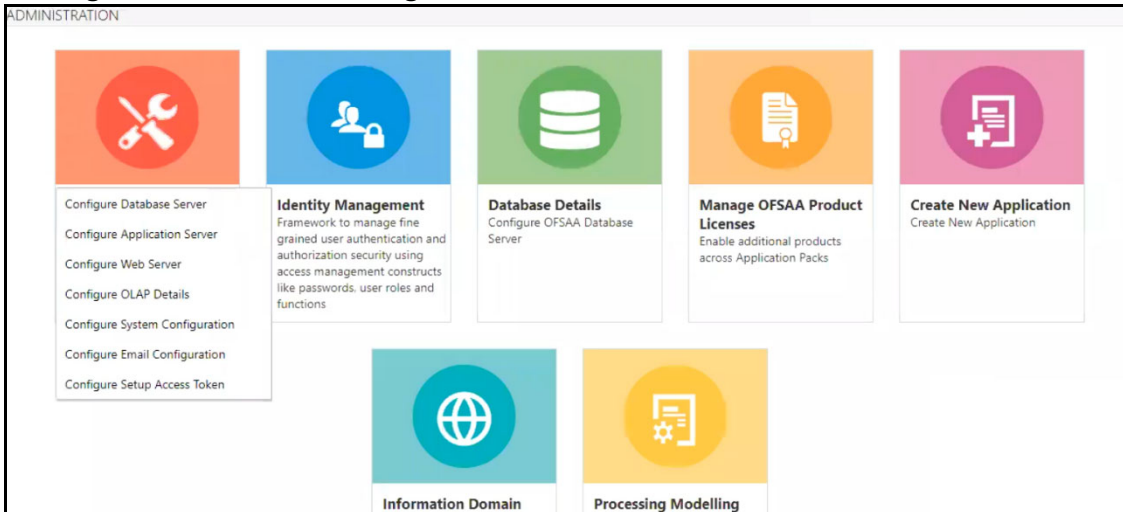 ADMINISTRATION
Configure Database Server
Configure Application Server
Configure Web Server
Configure OLAP Details
Configure System Configuration
Configure Email Configuration
Configure Setup Access Token
Identity Management
Framework to manage fine
grained user authentication and
authorization security using
access management constructs
like passwords, user roles and
functions
Database Details
Configure OFSAA Database
Server
Manage OFSAA Product
Licenses
Enable additional products
across Application Packs
Create New Application
Create New Application
Information Domain
Processing Modelling